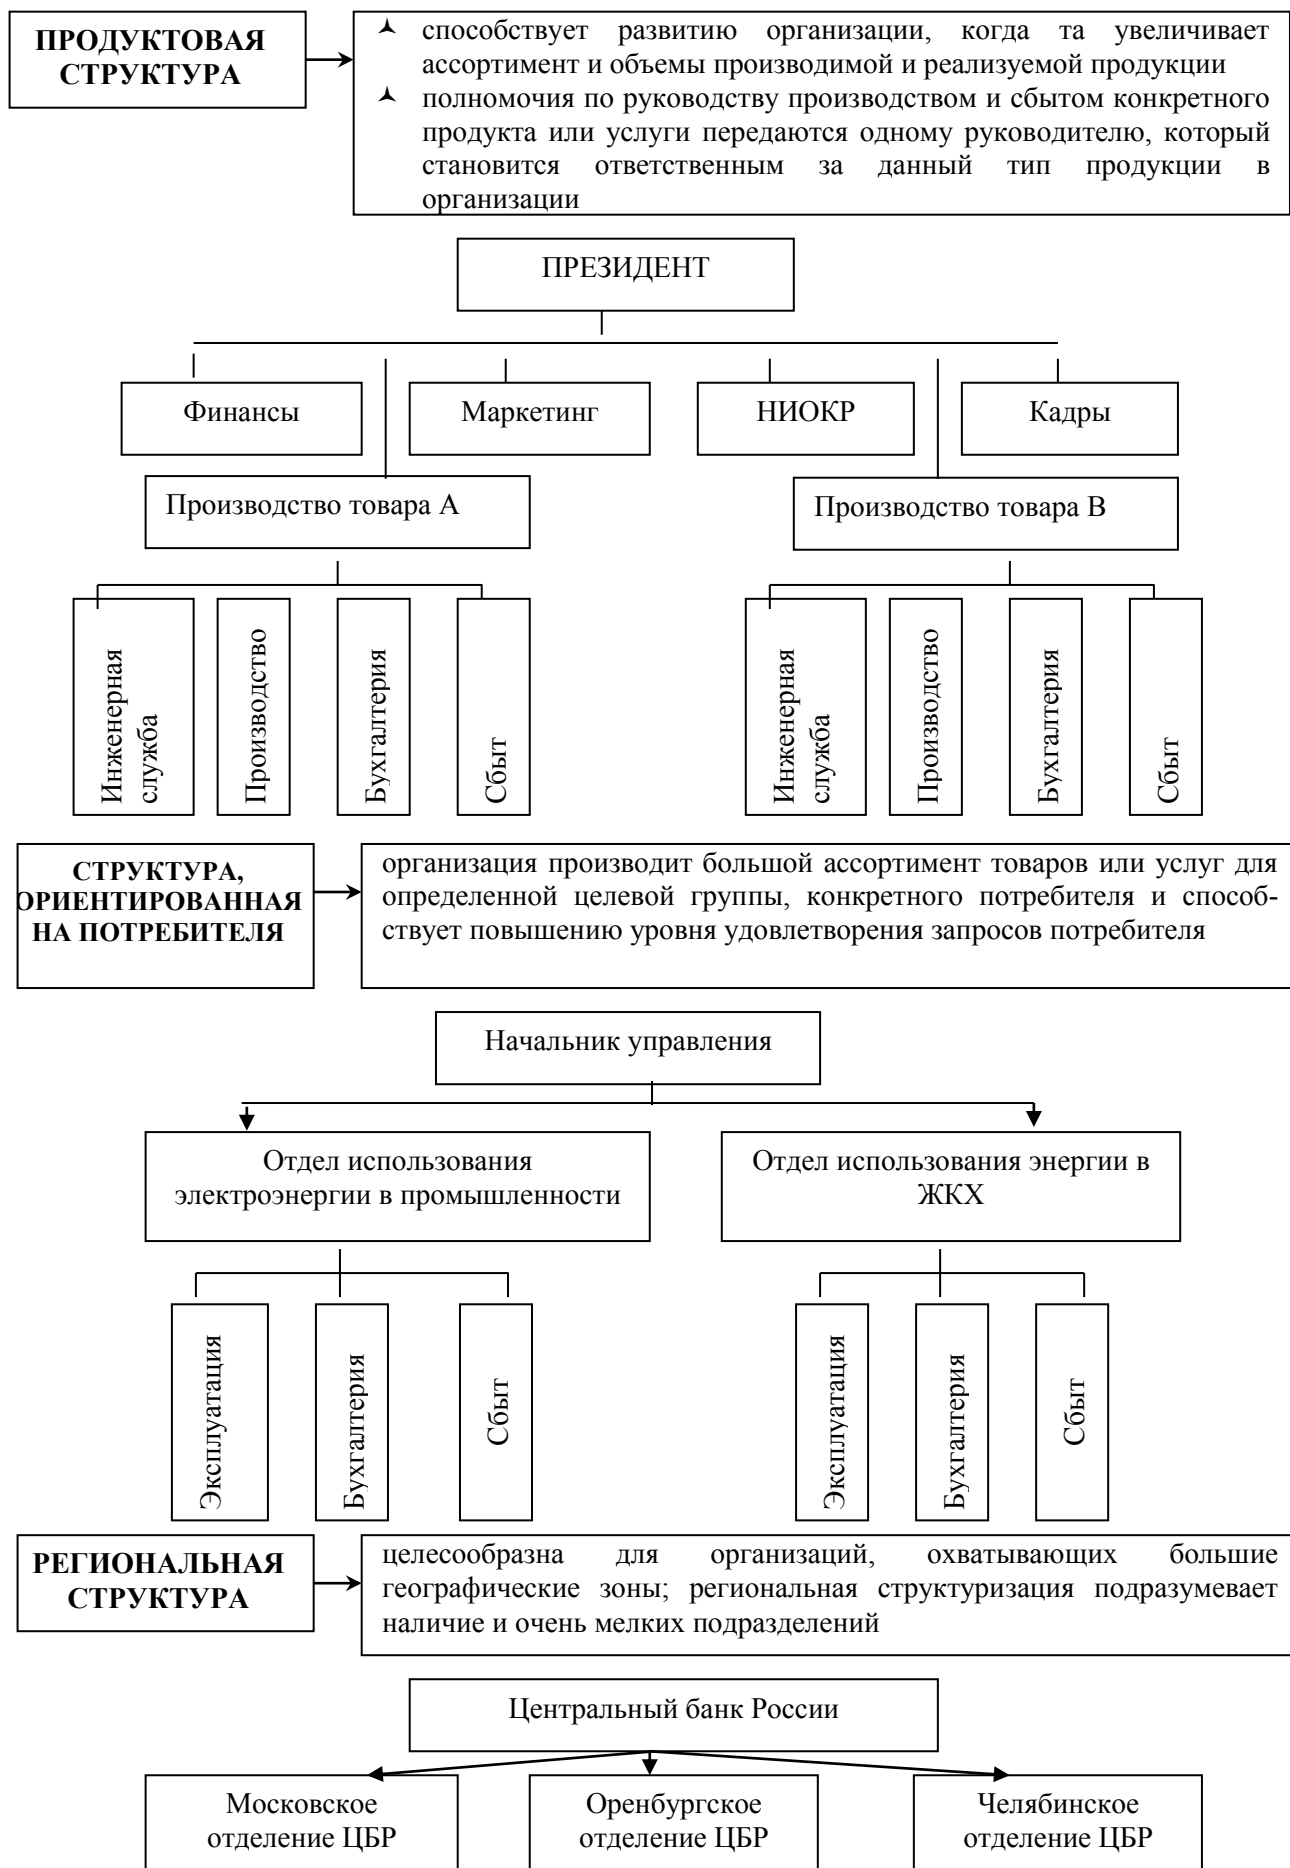 ПРОДУКТОВАЯ
СТРУКТУРА
способствует развитию организации, когда та увеличивает
ассортимент и объемы производимой и реализуемой продукции
полномочия по руководству производством и сбытом конкретного
продукта или услуги передаются одному руководителю, который
становится ответственным за данный тип продукции в
организации
ПРЕЗИДЕНТ
Финансы
Маркетинг
НИОКР
Кадры
Производство товара А
Производство товара В
Инженерная
служба
Производство
Бухгалтерия
Сбыт
Инженерная
служба
Производство
Бухгалтерия
Сбыт
СТРУКТУРА,
ОРИЕНТИРОВАННАЯ
НА ПОТРЕБИТЕЛЯ
организация производит большой ассортимент товаров или услуг для
определенной целевой группы, конкретного потребителя и способ-
ствует повышению уровня удовлетворения запросов потребителя
Начальник управления
Отдел использования
электроэнергии в промышленности
Отдел использования энергии в
ЖКХ
Эксплуатация
Бухгалтерия
Сбыт
Эксплуатация
Бухгалтерия
Сбыт
РЕГИОНАЛЬНАЯ
СТРУКТУРА
целесообразна для организаций, охватывающих большие
географические зоны; региональная структуризация подразумевает
наличие и очень мелких подразделений
Центральный банк России
Московское
отделение ЦБР
Оренбургское
отделение ЦБР
Челябинское
отделение ЦБР